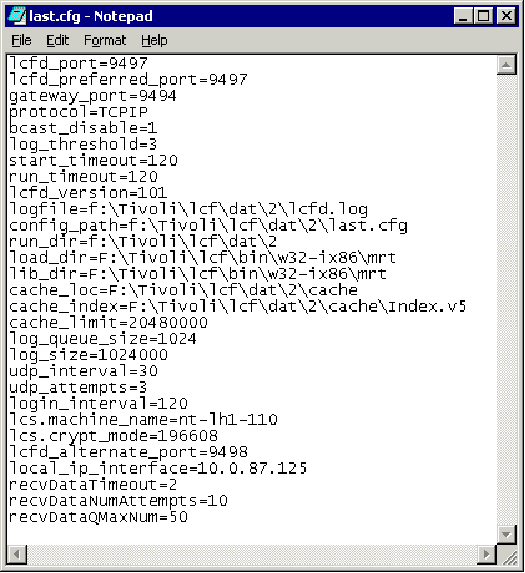 last.cfg - Notepad
File Edit Format Help
lcfd_port=9497
lcfd_preferred_port=9497
gateway_port=9494
protocol=TCPIP
bcast_disable=1
log_threshold=3
start_timeout=120
run_timeout=120
lcfd_version=101
logfile=f:\Tivoli\lcf\dat\2\lcfd.log
config_path=f:\Tivoli\lcf\dat\2\last.cfg
run_dir=f:\Tivoli\lcf\dat\2
load_dir=F:\Tivoli\lcf\bin\w32-ix86\mrt
lib_dir=F:\Tivoli\lcf\bin\w32-ix86\mrt
cache_loc=F:\Tivoli\lcf\dat\2\cache
cache_index=F:\Tivoli\lcf\dat\2\cache\Index.v5
cache_limit=20480000
log_queue_size=1024
log_size=1024000
udp_interval=30
udp_attempts=3
login_interval=120
lcs.machine_name=nt-lh1-110
lcs.crypt_mode=196608
lcfd_alternate_port=9498
local_ip_interface=10.0.87.125
recvDataTimeout=2
recvDataNumAttempts=10
recvDataQMaxNum=50